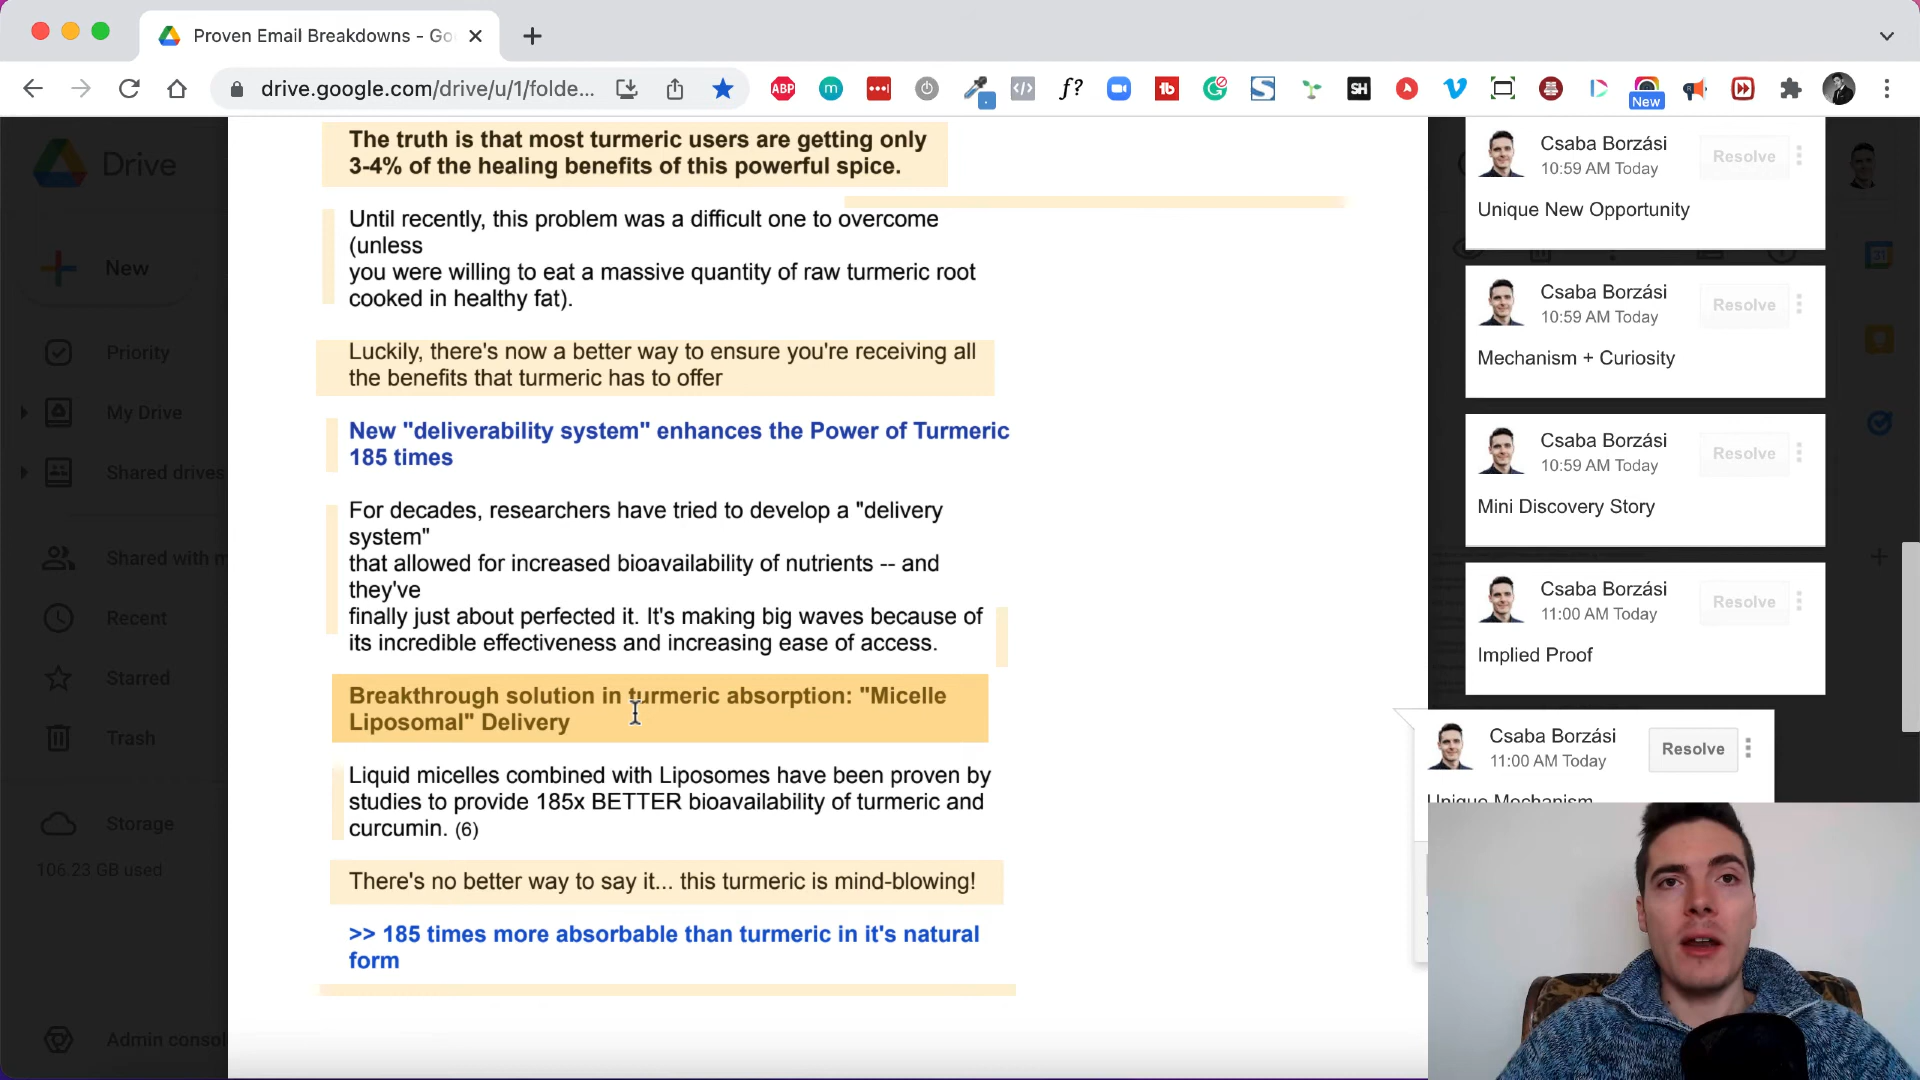 Proven Email Breakdowns - Go
drive.google.com/drive/u/1/folde...
ABP
m
f?
tb
S
SH
New
Drive
New
Priority
My Drive
Shared drives
Shared with m
Recent
Starred
Trash
Storage
106.23 GB used
Admin consol
The truth is that most turmeric users are getting only
3-4% of the healing benefits of this powerful spice.
Until recently, this problem was a difficult one to overcome
(unless
you were willing to eat a massive quantity of raw turmeric root
cooked in healthy fat).
Luckily, there's now a better way to ensure you're receiving all
the benefits that turmeric has to offer
New "deliverability system" enhances the Power of Turmeric
185 times
For decades, researchers have tried to develop a "delivery
system"
that allowed for increased bioavailability of nutrients -- and
they've
finally just about perfected it. It's making big waves because of
its incredible effectiveness and increasing ease of access.
Breakthrough solution in turmeric absorption: "Micelle
Liposomal" Delivery
Liquid micelles combined with Liposomes have been proven by
studies to provide 185x BETTER bioavailability of turmeric and
curcumin. (6)
There's no better way to say it... this turmeric is mind-blowing!
>> 185 times more absorbable than turmeric in it's natural
form
Csaba Borzási
10:59 AM Today
Resolve
Unique New Opportunity
Csaba Borzási
10:59 AM Today
Resolve
Mechanism + Curiosity
Csaba Borzási
10:59 AM Today
Resolve
Mini Discovery Story
Csaba Borzási
11:00 AM Today
Resolve
Implied Proof
Csaba Borzási
11:00 AM Today
Resolve
Unique Mechanism